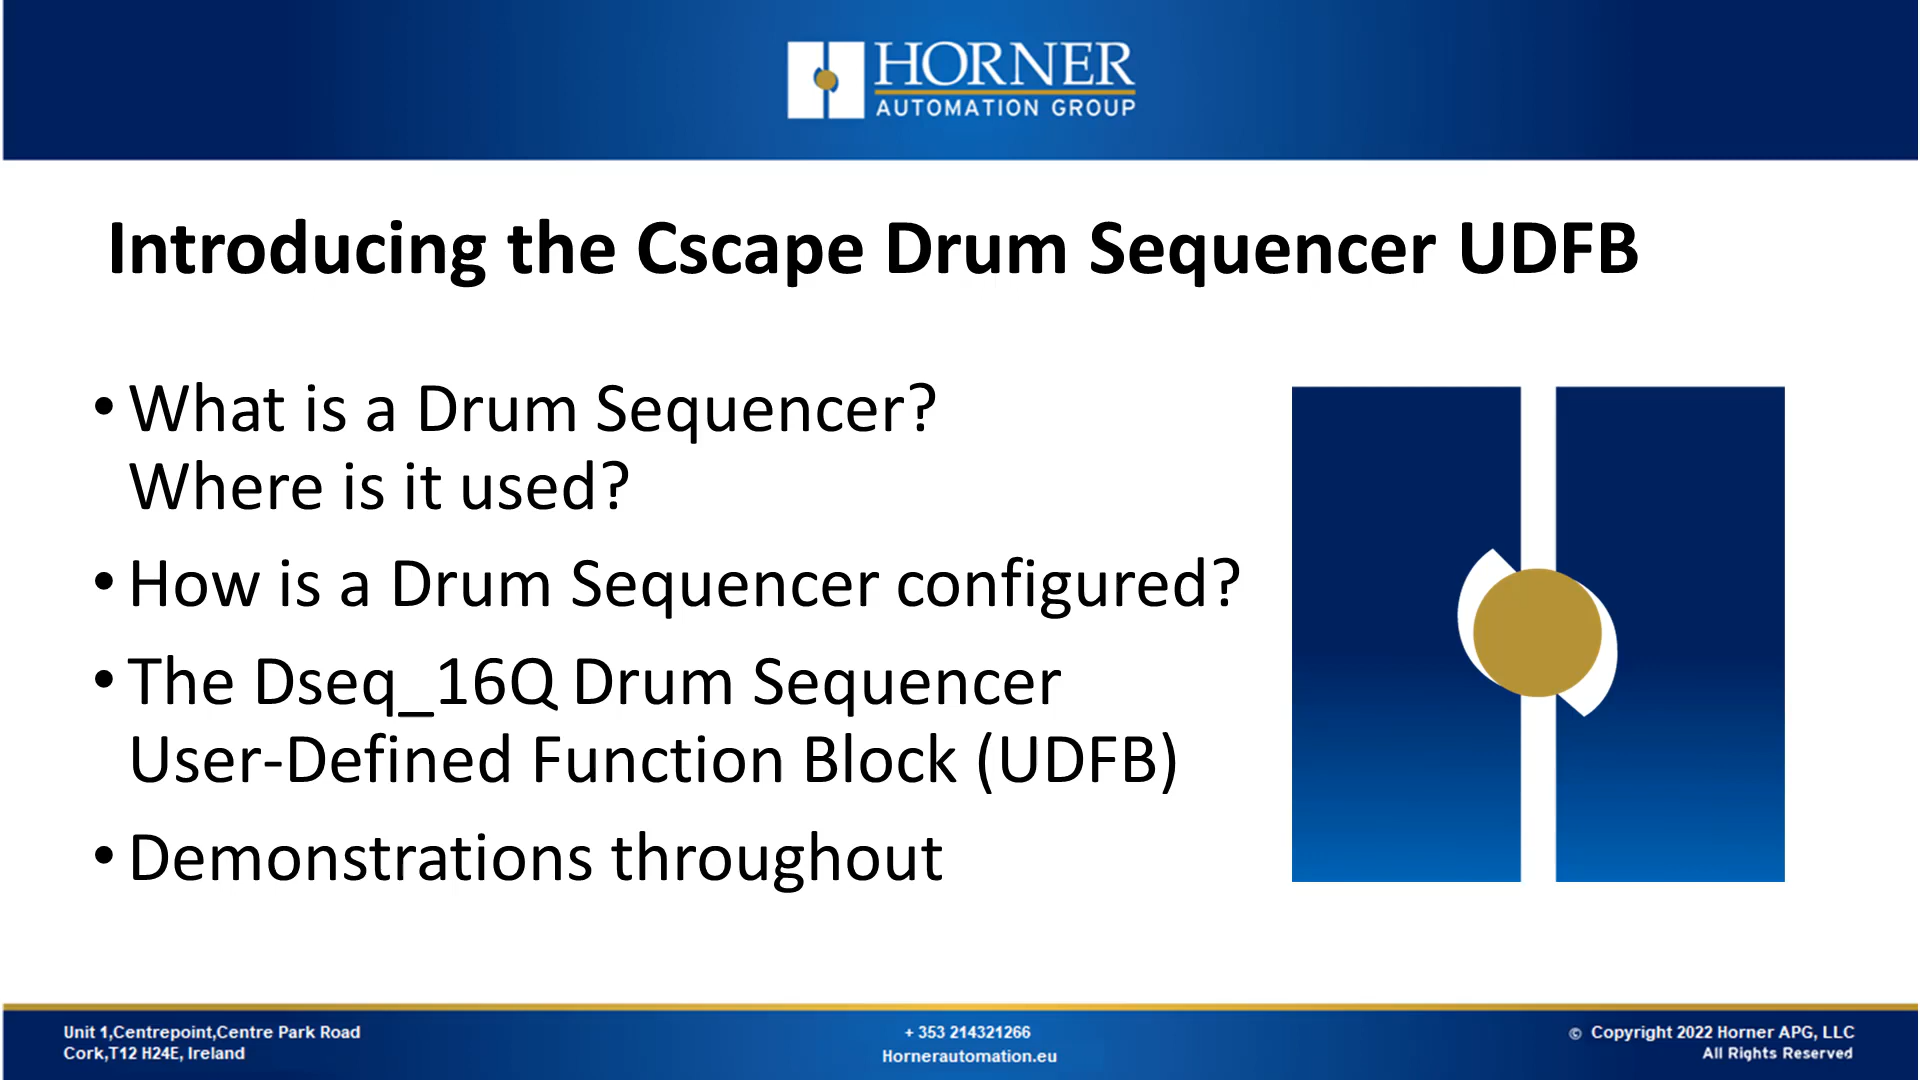 HORNER
AUTOMATION GROUP
Introducing the Cscape Drum Sequencer UDFB
• What is a Drum Sequencer?
Where is it used?
• How is a Drum Sequencer configured?
• The Dseq_16Q Drum Sequencer
User-Defined Function Block (UDFB)
• Demonstrations throughout
Unit 1,Centrepoint,Centre Park Road
Cork,T12 H24E, Ireland
+ 353 214321266
Hornerautomation.eu
© Copyright 2022 Horner APG, LLC
All Rights Reserved